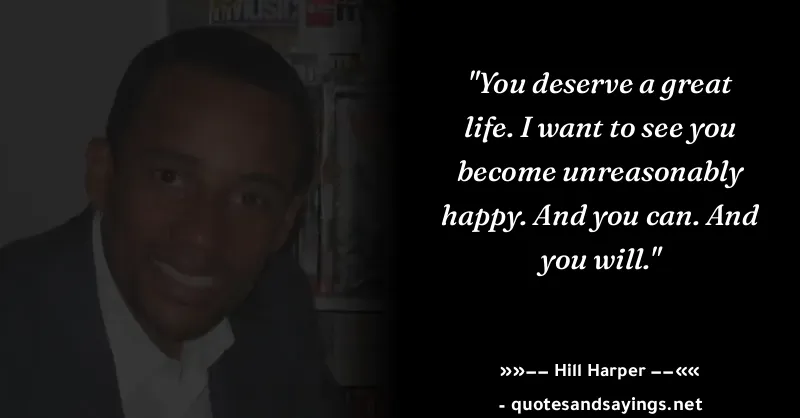 MUSIC
"You deserve a great
life. I want to see you
become unreasonably
happy. And you can. And
you will."
»»−− Hill Harper −−««
- quotesandsayings.net